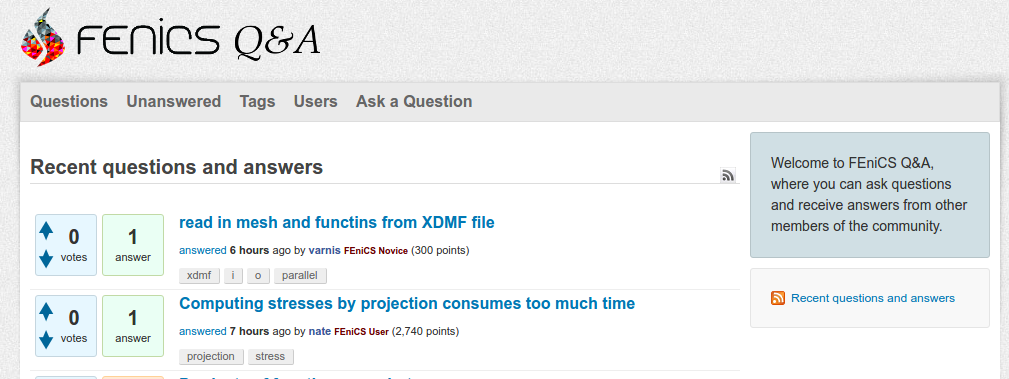 FEniCS Q&A
Questions Unanswered Tags Users Ask a Question
Recent questions and answers
0
votes
1
answer
read in mesh and functins from XDMF file
answered 6 hours ago by varnis FEniCS Novice (300 points)
xdmf i o parallel
0
votes
1
answer
Computing stresses by projection consumes too much time
answered 7 hours ago by nate FEniCS User (2,740 points)
projection stress
Welcome to FEniCS Q&A,
where you can ask questions
and receive answers from other
members of the community.
Recent questions and answers